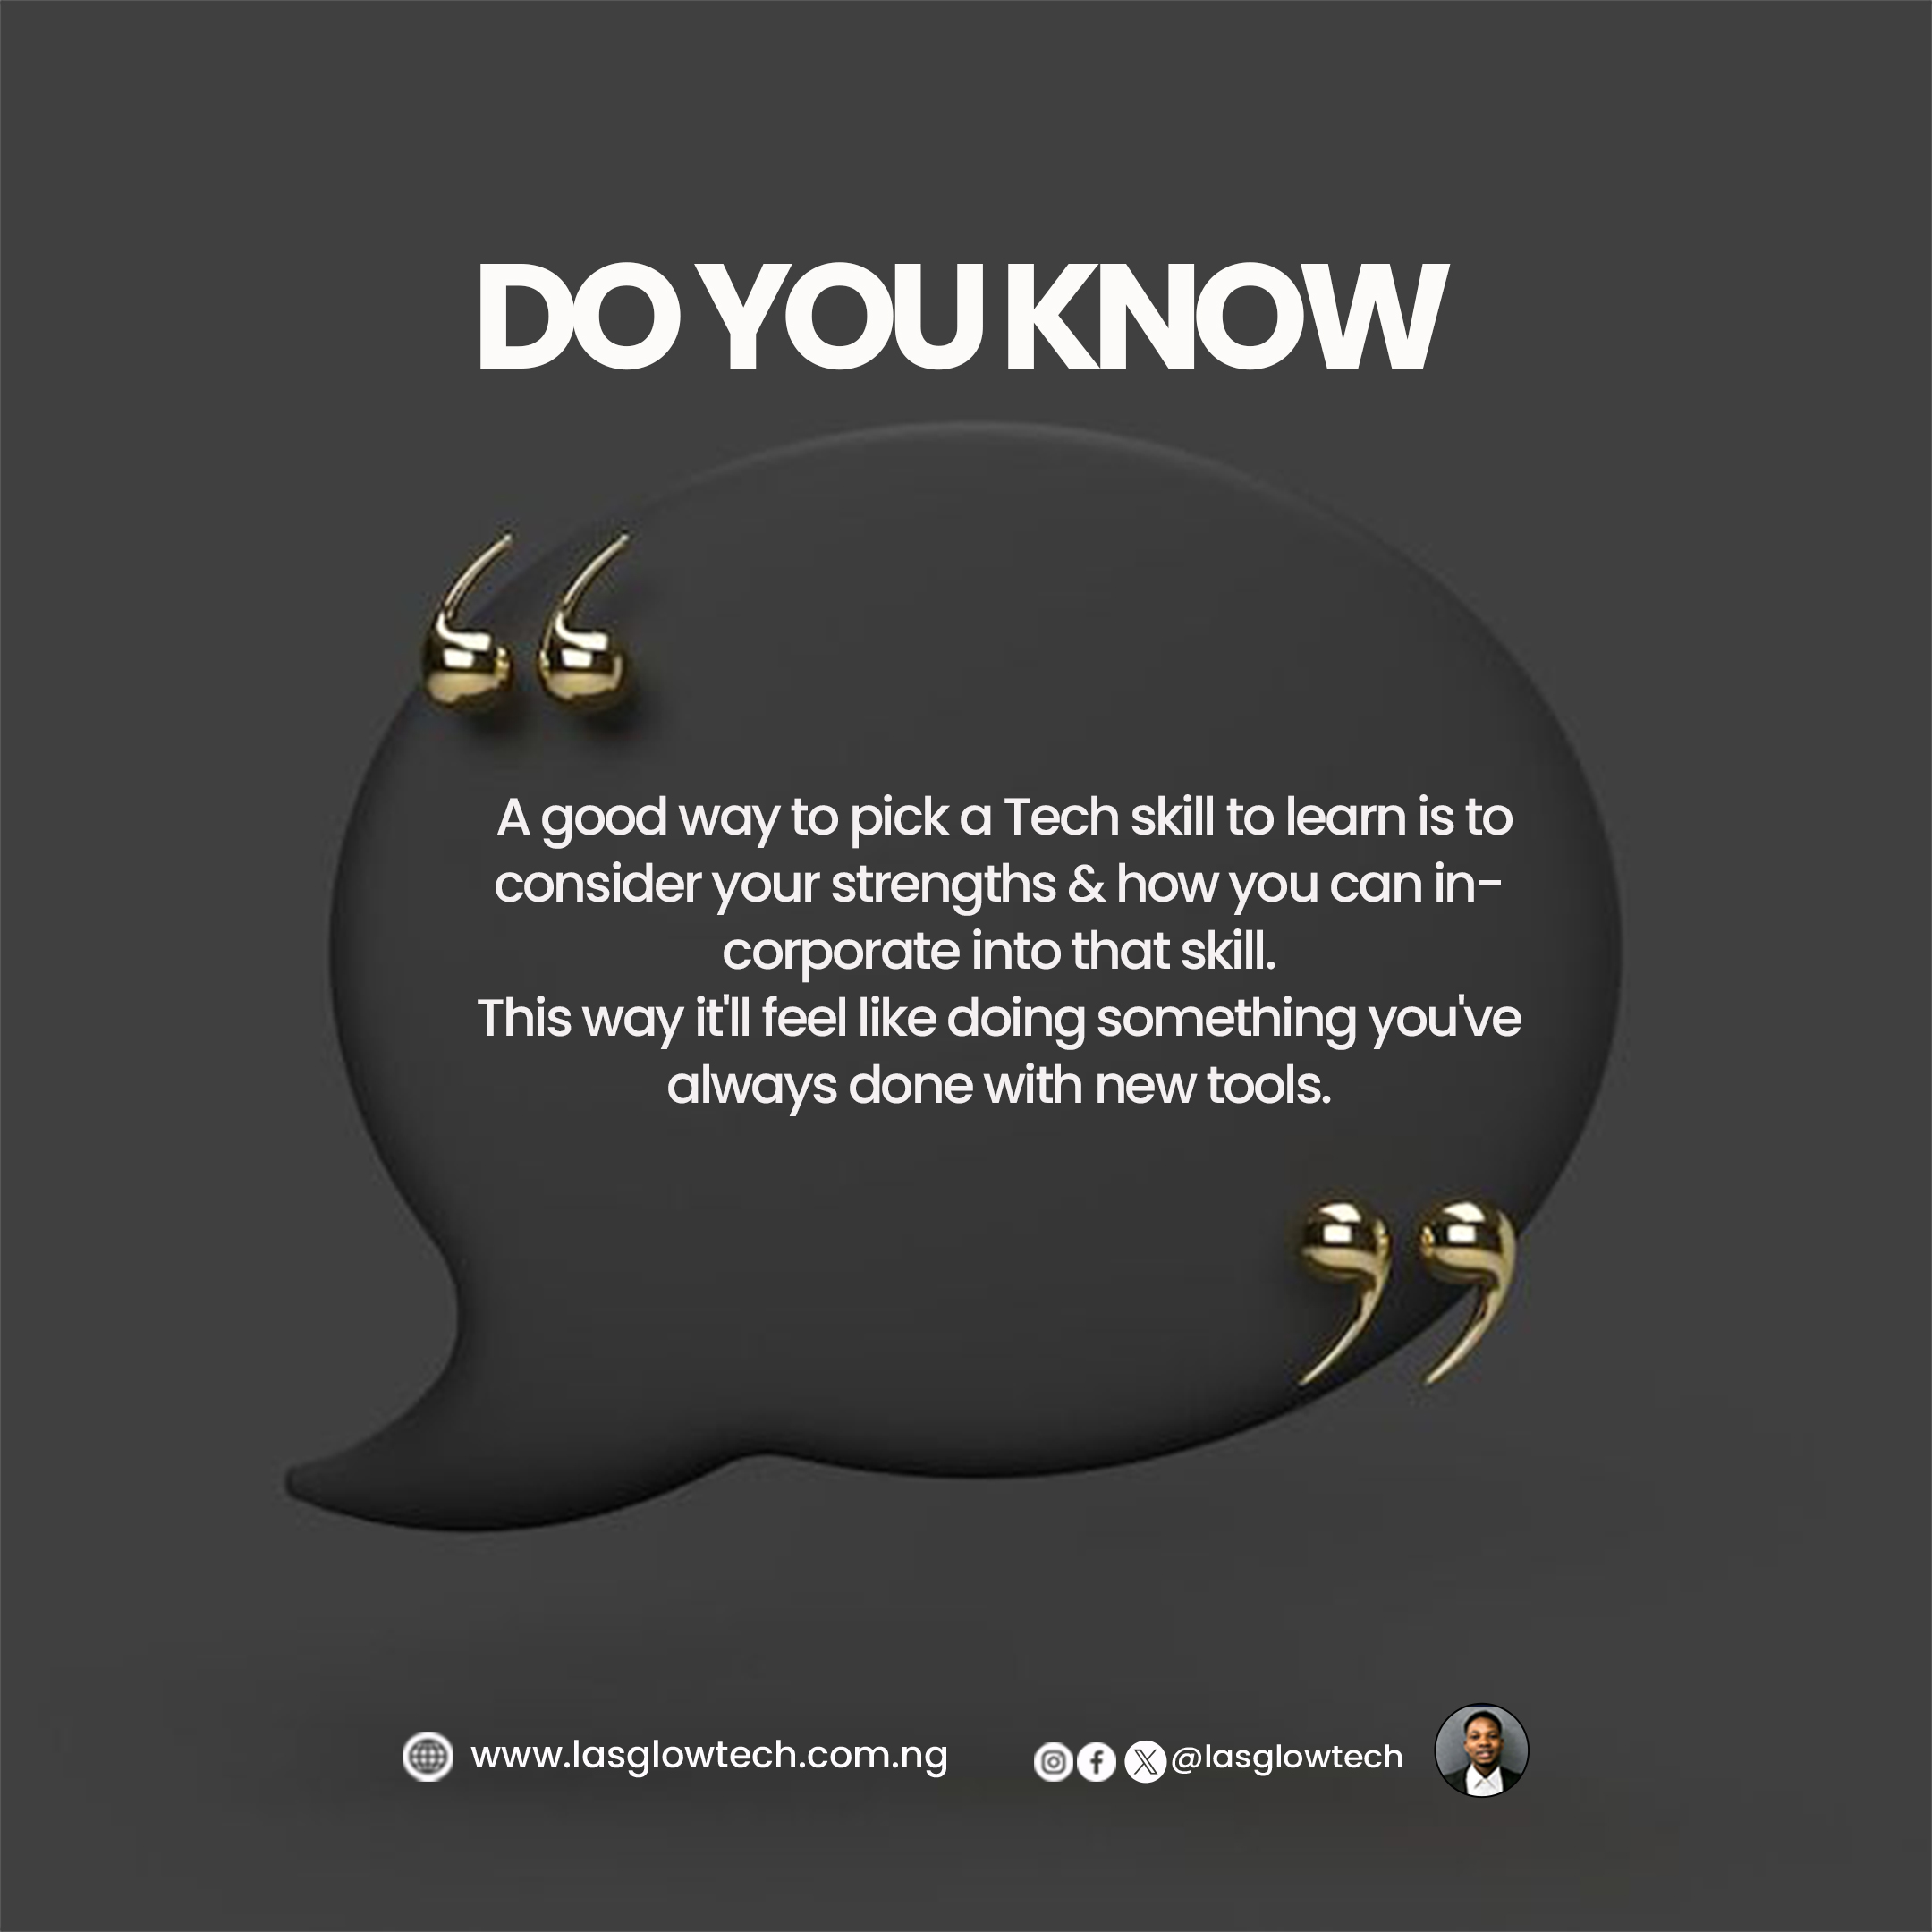 DO YOU KNOW
A good way to pick a Tech skill to learn is to
consider your strengths & how you can in-
corporate into that skill.
This way it'll feel like doing something you've
always done with new tools.
www.lasglowtech.com.ng
@lasglowtech